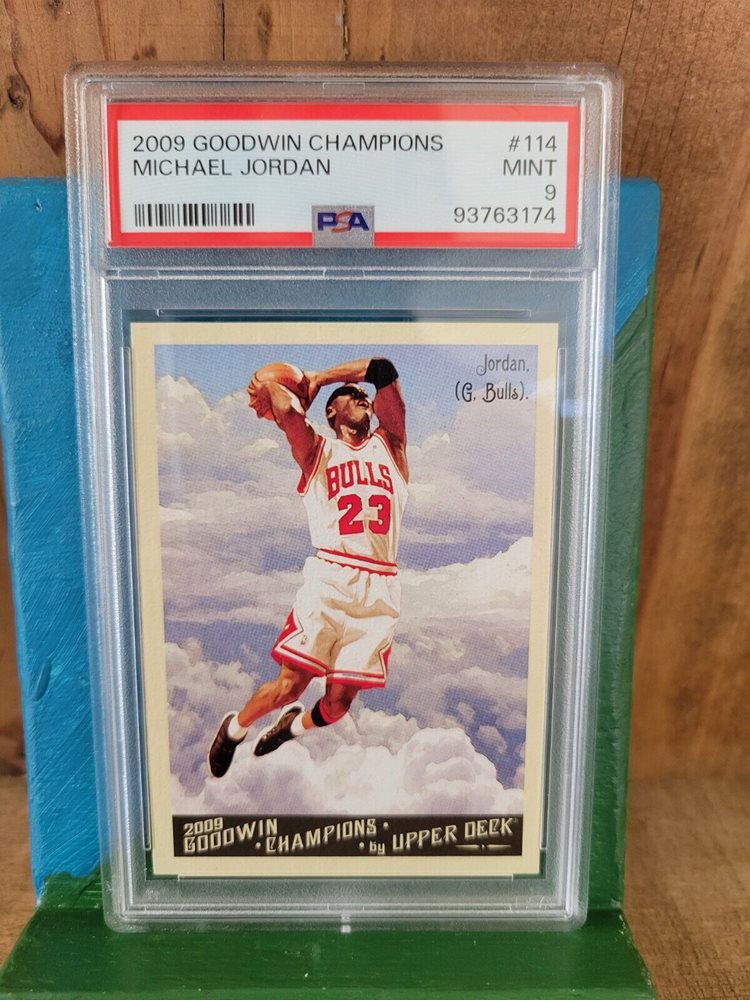 2009 GOODWIN CHAMPIONS #114
MICHAEL JORDAN MINT
9
PSA 93763174
Jordan,
(G, Bulls).
BULLS
23
2009
GOODWIN
·CHAMPIONS· ·by UPPER DECK